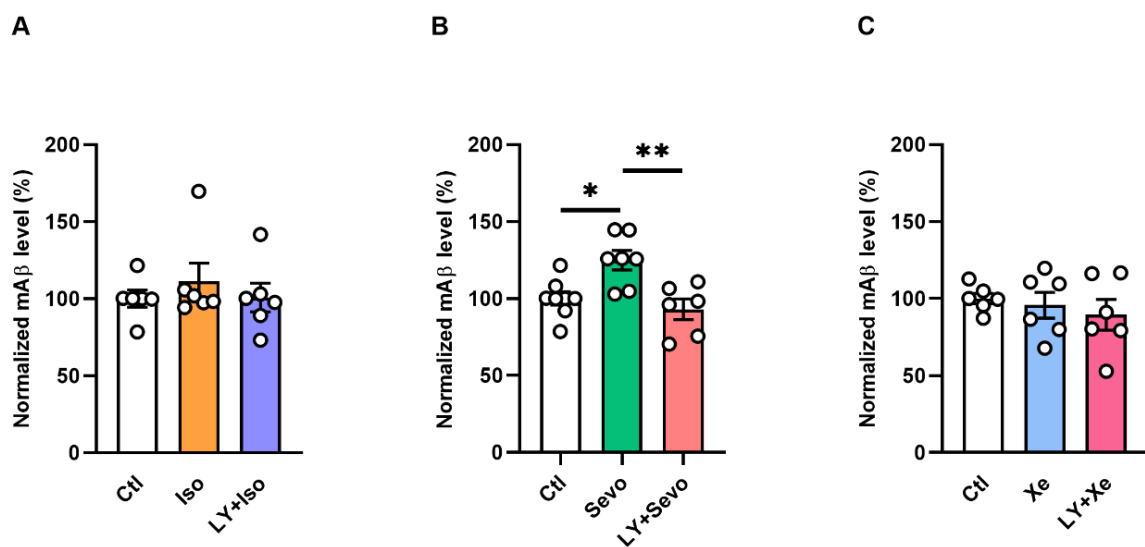 A
Normalized mAβ level (%)
200
150
100
50
0
Ctl
Iso
LY+Iso
B
Normalized mAβ level (%)
200
150
100
50
0
*
**
Ctl
Sevo
LY+Sevo
C
Normalized mAβ level (%)
200
150
100
50
0
Ctl
Xe
LY+Xe